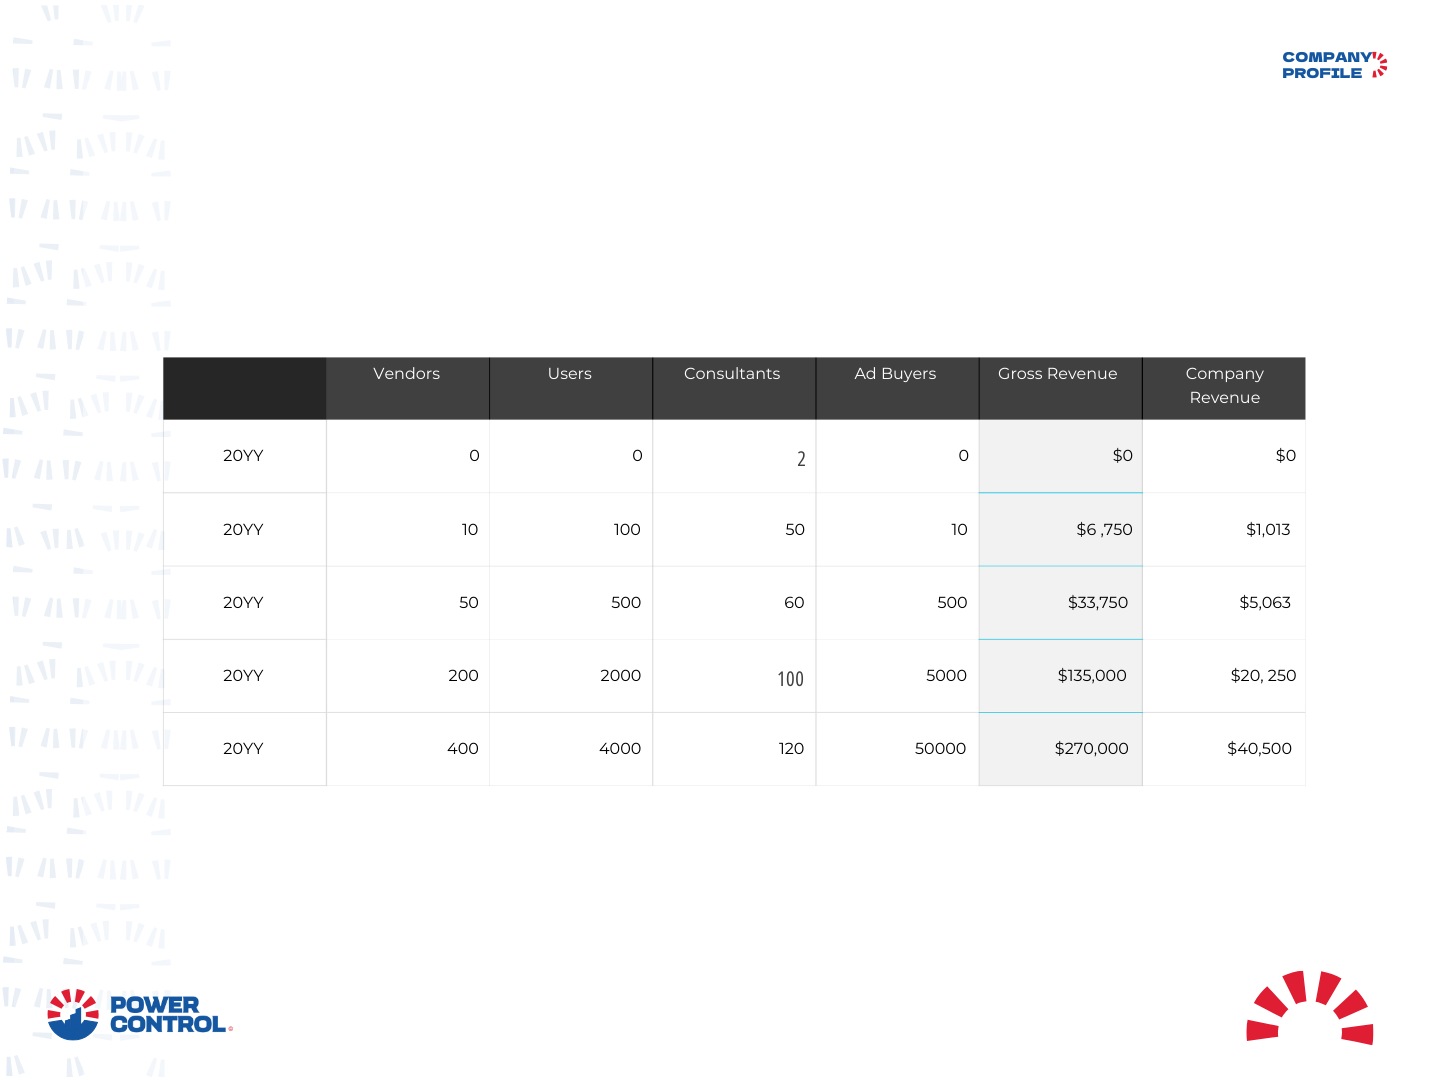 COMPANY
PROFILE
Vendors Users Consultants Ad Buyers Gross Revenue Company
Revenue
20YY 0 0 2 0 $0 $0
20YY 10 100 50 10 $6 ,750 $1,013
20YY 50 500 60 500 $33,750 $5,063
20YY 200 2000 100 5000 $135,000 $20, 250
20YY 400 4000 120 50000 $270,000 $40,500
POWER
CONTROL